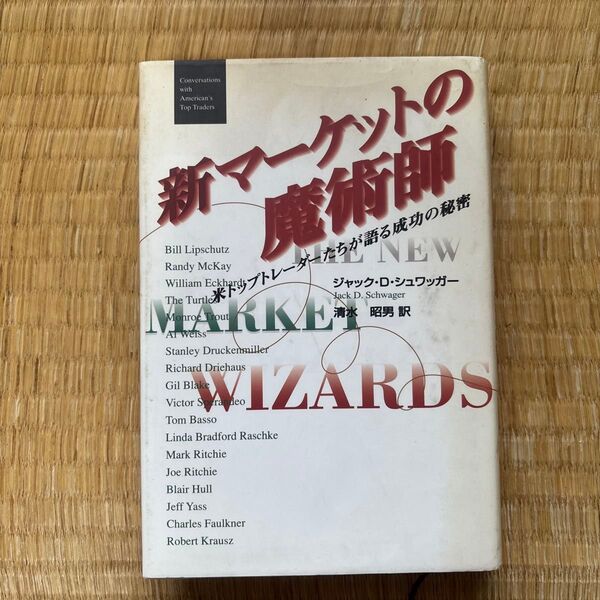 Conversations
with
American's
Top Traders
新マーケットの
魔術師
米トップトレーダーたちが語る成功の秘密
THE NEW
MARKET
WIZARDS
ジャック・D・シュワッガー
Jack D. Schwager
清水 昭男 訳
Bill Lipschutz
Randy McKay
William Eckhardt
The Turtles
Monroe Trout
Al Weiss
Stanley Druckenmiller
Richard Driehaus
Gil Blake
Victor Sperandeo
Tom Basso
Linda Bradford Raschke
Mark Ritchie
Joe Ritchie
Blair Hull
Jeff Yass
Charles Faulkner
Robert Krausz